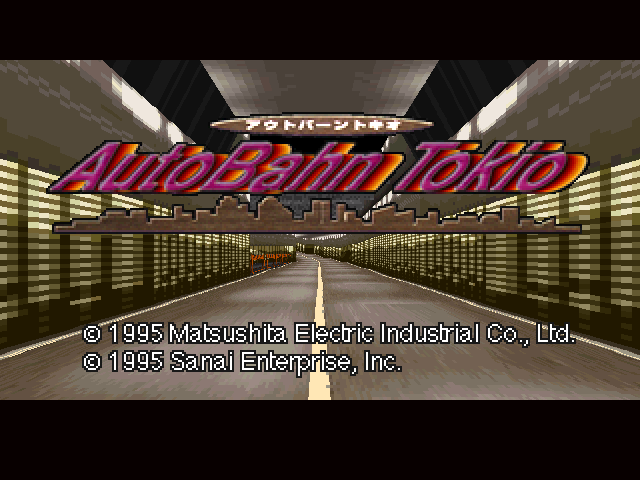 アウトバーントキオ
AutoBahn Tokio
© 1995 Matsushita Electric Industrial Co., Ltd.
© 1995 Sanai Enterprise, Inc.